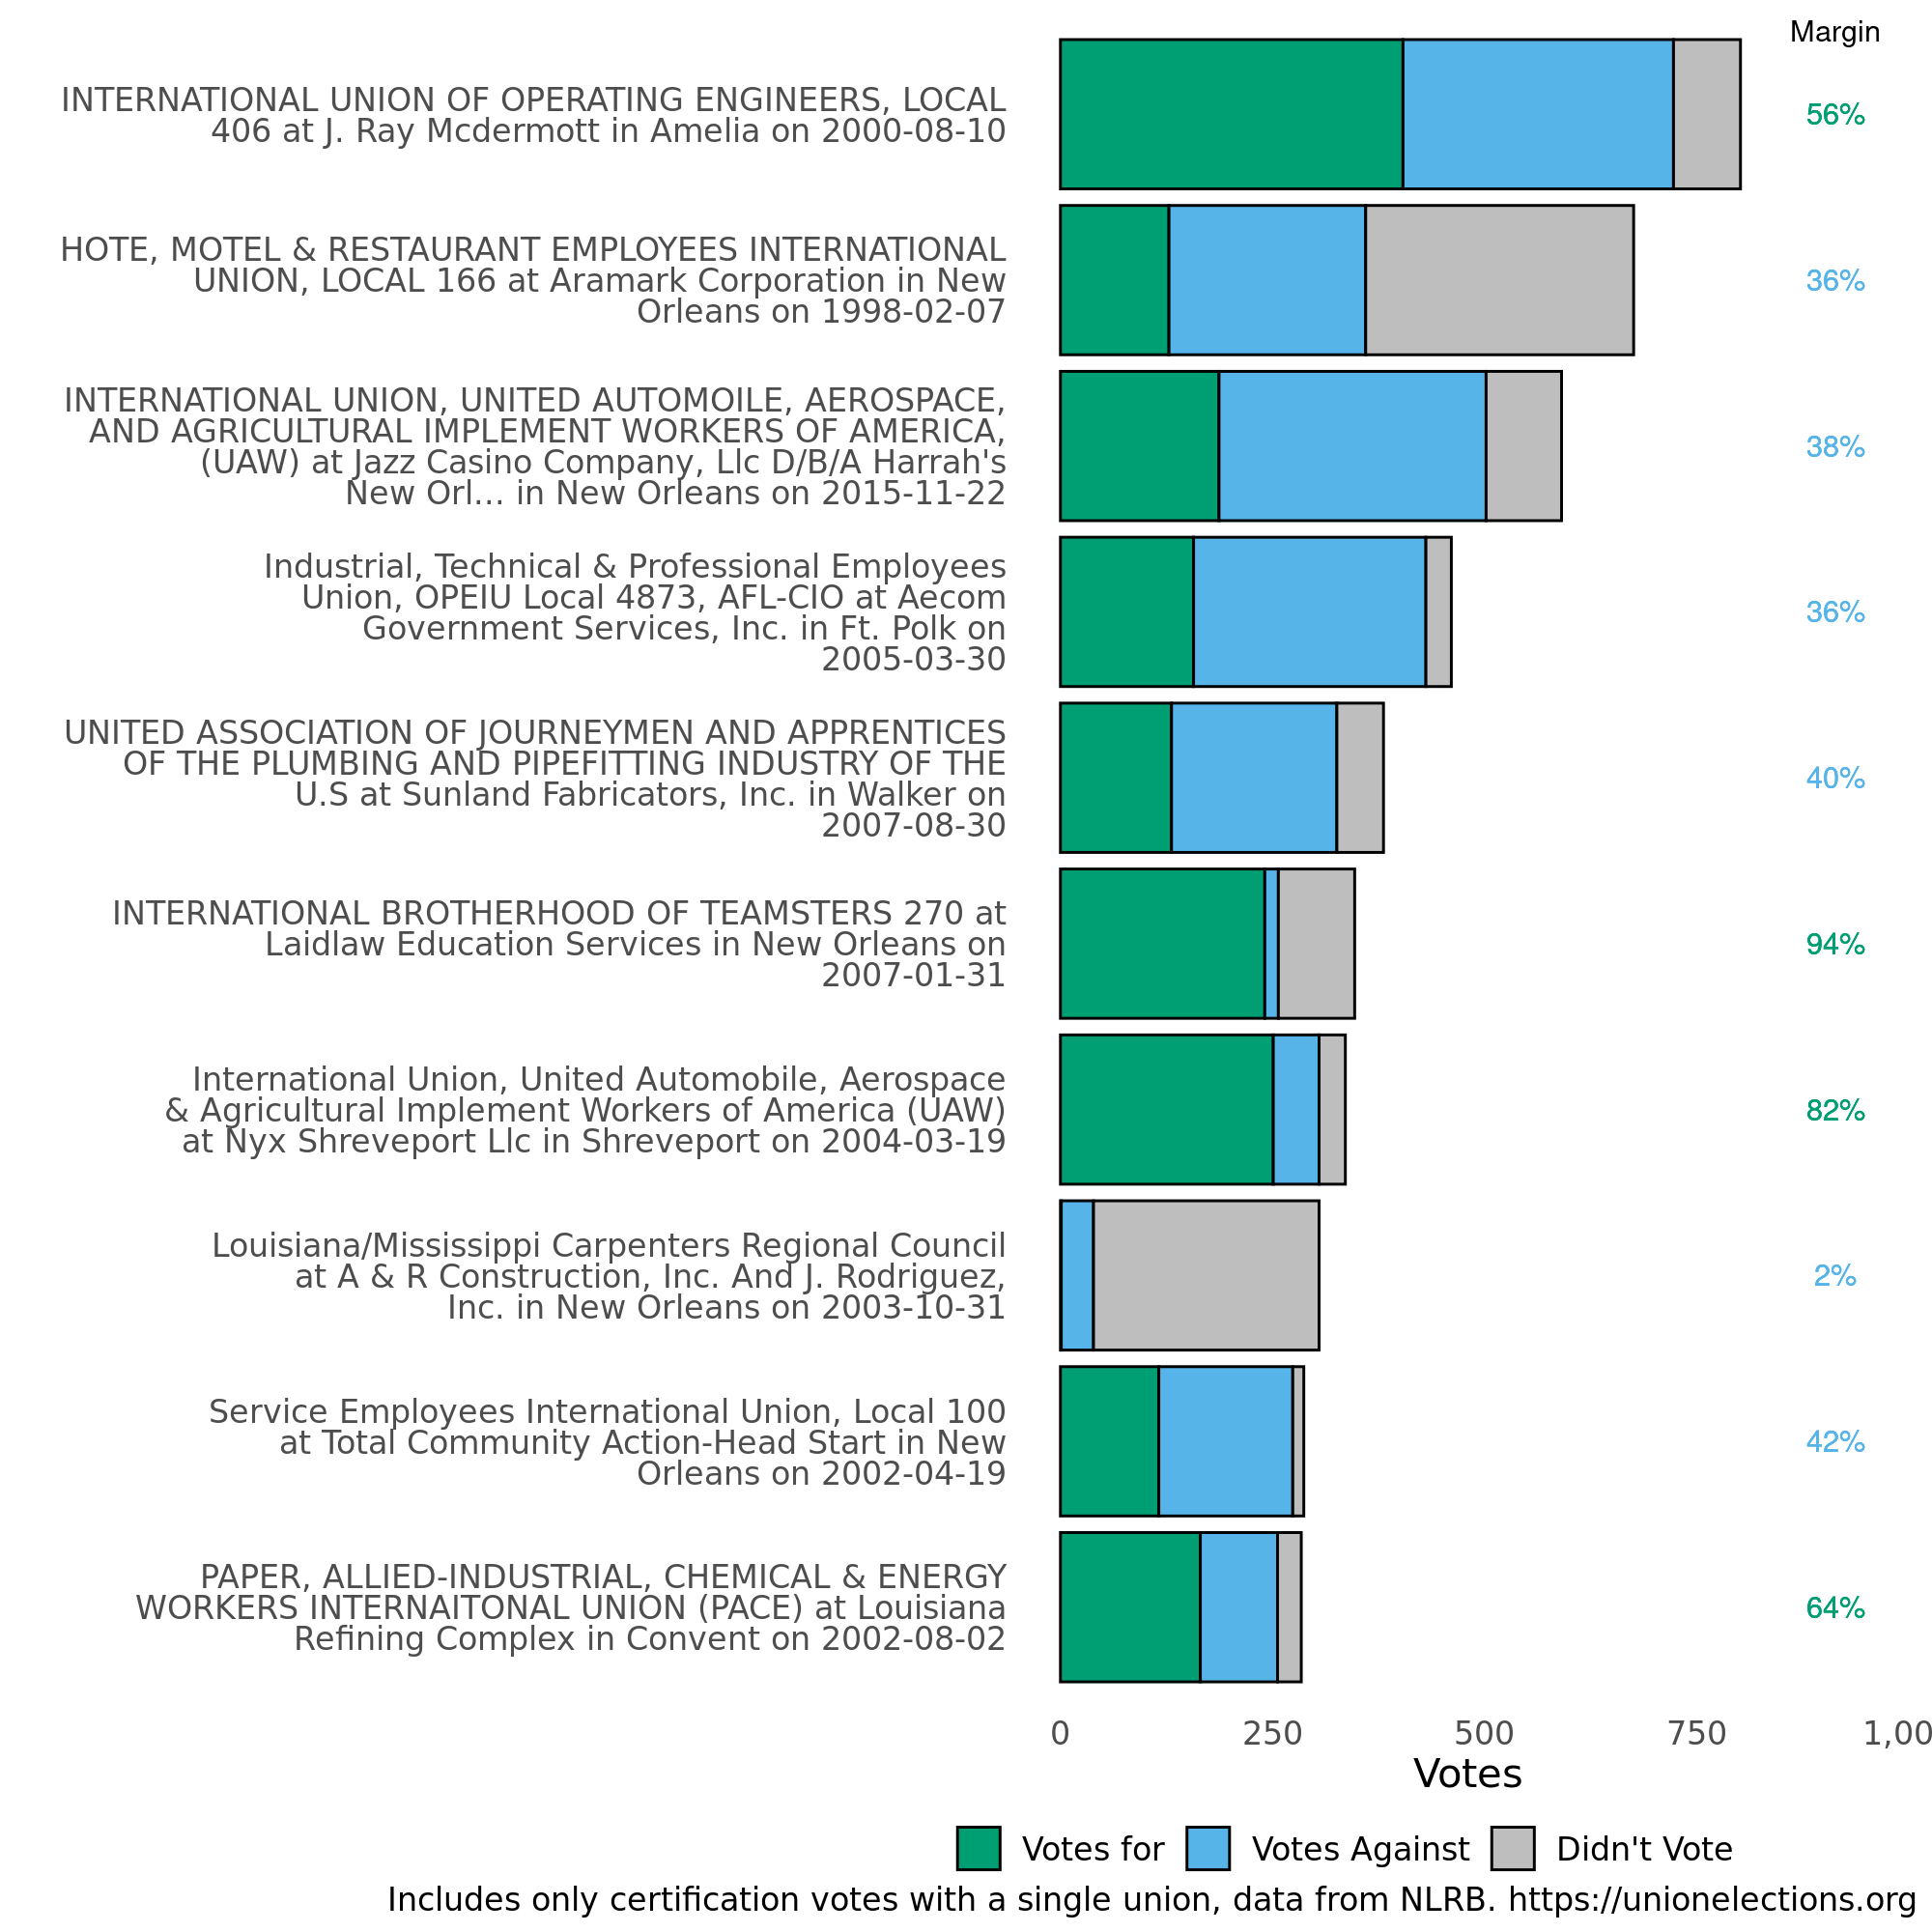 Margin
INTERNATIONAL UNION OF OPERATING ENGINEERS, LOCAL
406 at J. Ray Mcdermott in Amelia on 2000-08-10
56%
HOTE, MOTEL & RESTAURANT EMPLOYEES INTERNATIONAL
UNION, LOCAL 166 at Aramark Corporation in New
Orleans on 1998-02-07
36%
INTERNATIONAL UNION, UNITED AUTOMOILE, AEROSPACE,
AND AGRICULTURAL IMPLEMENT WORKERS OF AMERICA,
(UAW) at Jazz Casino Company, Llc D/B/A Harrah's
New Orl... in New Orleans on 2015-11-22
38%
Industrial, Technical & Professional Employees
Union, OPEIU Local 4873, AFL-CIO at Aecom
Government Services, Inc. in Ft. Polk on
2005-03-30
36%
UNITED ASSOCIATION OF JOURNEYMEN AND APPRENTICES
OF THE PLUMBING AND PIPEFITTING INDUSTRY OF THE
U.S at Sunland Fabricators, Inc. in Walker on
2007-08-30
40%
INTERNATIONAL BROTHERHOOD OF TEAMSTERS 270 at
Laidlaw Education Services in New Orleans on
2007-01-31
94%
International Union, United Automobile, Aerospace
& Agricultural Implement Workers of America (UAW)
at Nyx Shreveport Llc in Shreveport on 2004-03-19
82%
Louisiana/Mississippi Carpenters Regional Council
at A & R Construction, Inc. And J. Rodriguez,
Inc. in New Orleans on 2003-10-31
2%
Service Employees International Union, Local 100
at Total Community Action-Head Start in New
Orleans on 2002-04-19
42%
PAPER, ALLIED-INDUSTRIAL, CHEMICAL & ENERGY
WORKERS INTERNAITONAL UNION (PACE) at Louisiana
Refining Complex in Convent on 2002-08-02
64%
0 250 500 750 1,00
Votes
Votes for Votes Against Didn't Vote
Includes only certification votes with a single union, data from NLRB. https://unionelections.org